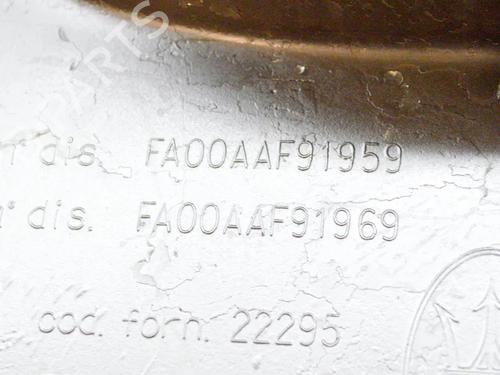 n° dis. FA00AAF91959
n° dis. FA00AAF91969
cod. forn. 22295